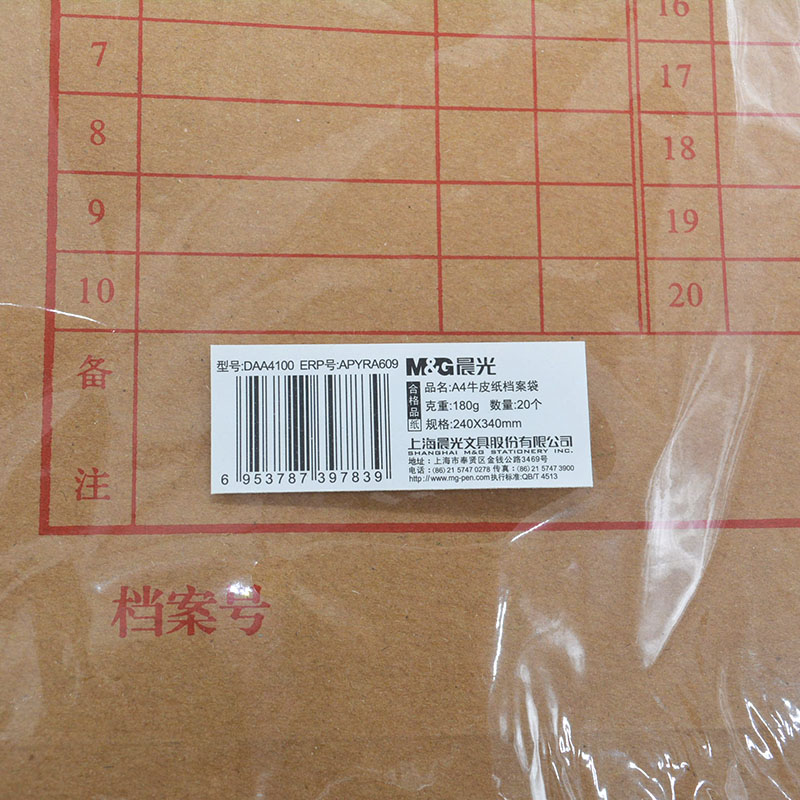 16
7
17
8
18
9
19
10
20
备注
型号:DAA4100 ERP号:APYRA609
6 953787 397839
M&G晨光
合格品纸
品名:A4牛皮纸档案袋
克重:180g 数量:20个
规格:240X340mm
上海晨光文具股份有限公司
SHANGHAI M&G STATIONERY INC.
地址：上海市奉贤区金钱公路3469号
电话：(86) 21 5747 0278 传真：(86) 21 5747 3900
http://www.mg-pen.com 执行标准:QB/T 4513
档案号